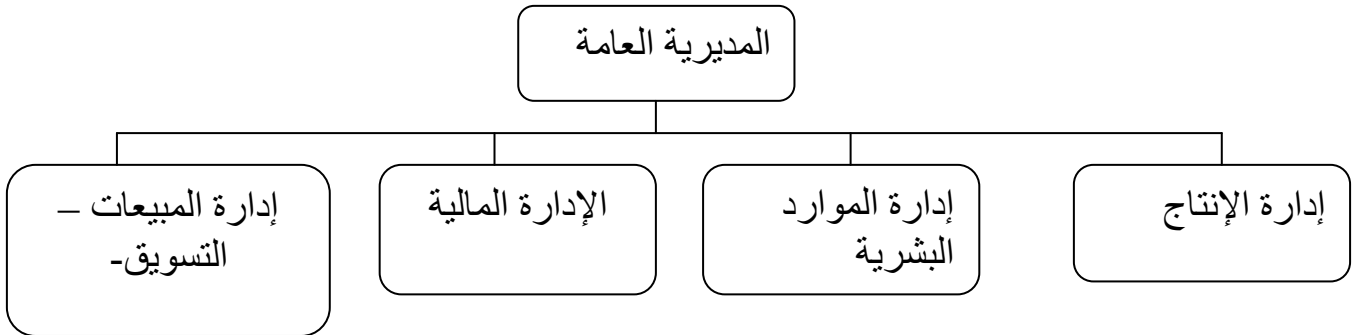 المديرية العامة
إدارة الإنتاج
إدارة الموارد
البشرية
الإدارة المالية
إدارة المبيعات –
التسويق-